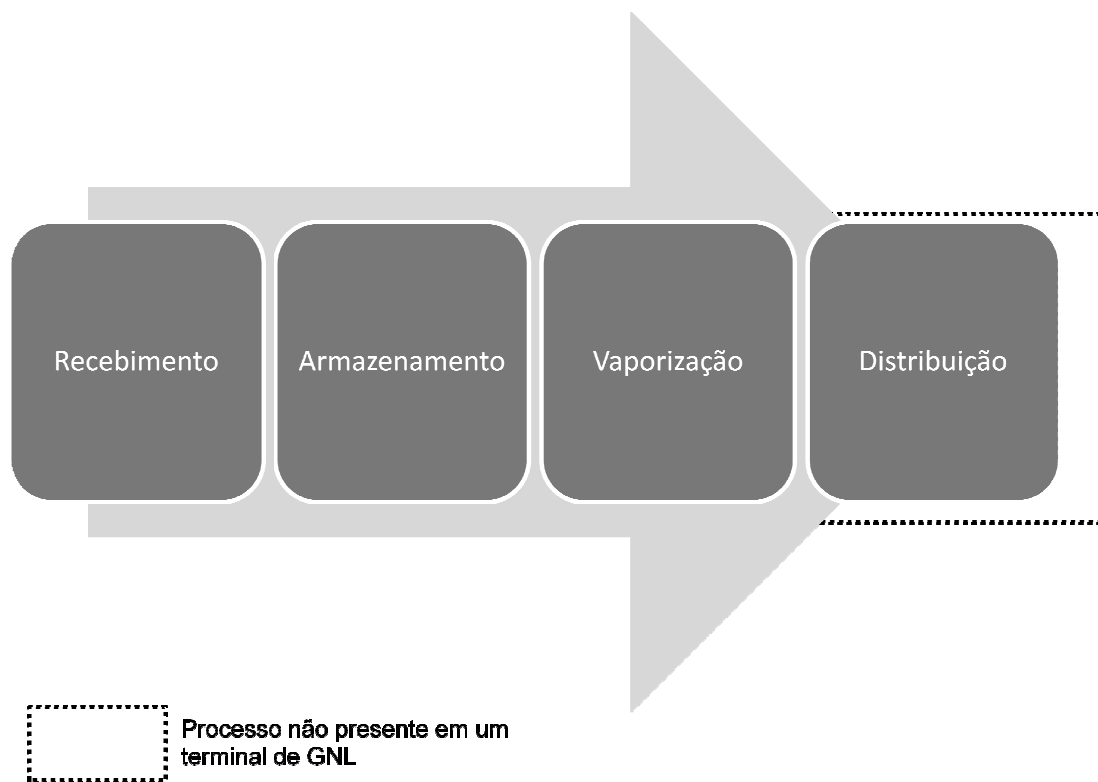 Recebimento
Armazenamento
Vaporização
Distribuição
Processo não presente em um
terminal de GNL